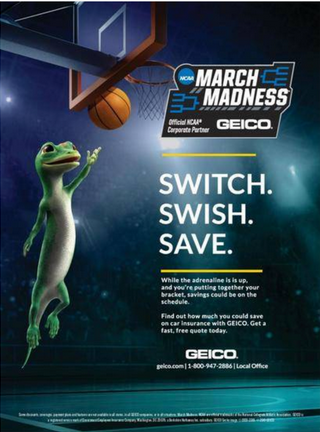 NCAA
MARCH
MADNESS
Official NCAA®
Corporate Partner
GEICO
SWITCH.
SWISH.
SAVE.
While the adrenaline is is up,
and you're putting together your
bracket, savings could be on the
schedule.
Find out how much you could save
on car insurance with GEICO. Get a
fast, free quote today.
GEICO
geico.com | 1-800-947-2886 | Local Office